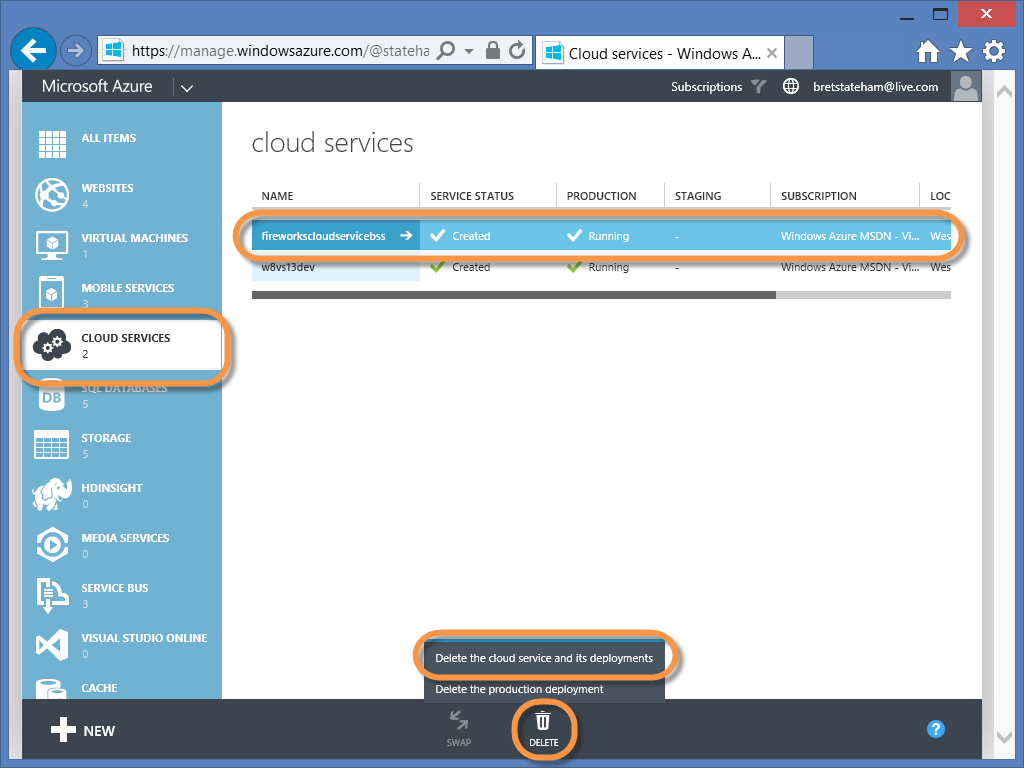 https://manage.windowsazure.com/@stateha
Cloud services - Windows A...
Microsoft Azure
Subscriptions
bretstateham@live.com
ALL ITEMS
WEBSITES
4
VIRTUAL MACHINES
1
MOBILE SERVICES
3
CLOUD SERVICES
2
SQL DATABASES
5
DB
STORAGE
5
HDINSIGHT
0
MEDIA SERVICES
0
SERVICE BUS
3
VISUAL STUDIO ONLINE
0
CACHE
cloud services
NAME SERVICE STATUS PRODUCTION STAGING SUBSCRIPTION LOC
fireworkscloudservicebss Created Running - Windows Azure MSDN - Vi... Wes
w8vs13dev Created Running - Windows Azure MSDN - Vi... Wes
Delete the cloud service and its deployments
Delete the production deployment
NEW
SWAP
DELETE
?